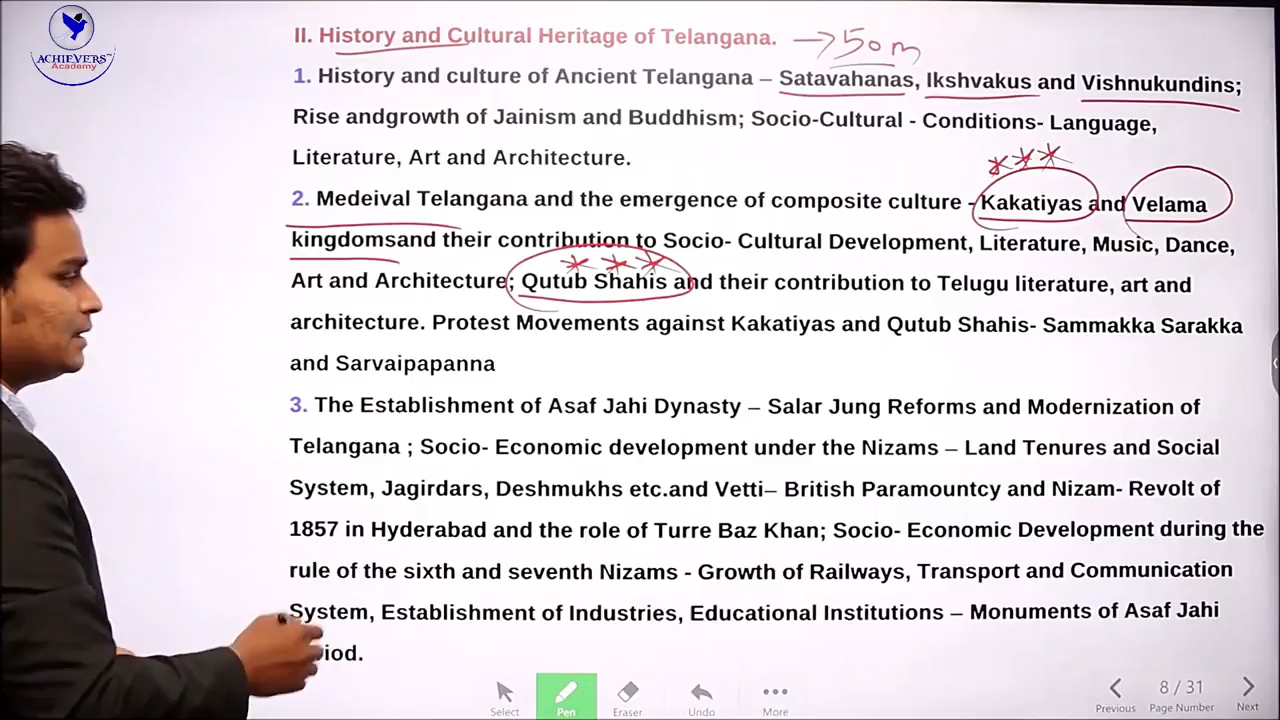 ACHIEVERS™
Academy
II. History and Cultural Heritage of Telangana. → 50 m
1. History and culture of Ancient Telangana – Satavahanas, Ikshvakus and Vishnukundins;
Rise andgrowth of Jainism and Buddhism; Socio-Cultural - Conditions- Language,
Literature, Art and Architecture.
2. Medeival Telangana and the emergence of composite culture - Kakatiyas and Velama
kingdomsand their contribution to Socio- Cultural Development, Literature, Music, Dance,
Art and Architecture; Qutub Shahis and their contribution to Telugu literature, art and
architecture. Protest Movements against Kakatiyas and Qutub Shahis- Sammakka Sarakka
and Sarvaipapanna
3. The Establishment of Asaf Jahi Dynasty – Salar Jung Reforms and Modernization of
Telangana ; Socio- Economic development under the Nizams – Land Tenures and Social
System, Jagirdars, Deshmukhs etc.and Vetti– British Paramountcy and Nizam- Revolt of
1857 in Hyderabad and the role of Turre Baz Khan; Socio- Economic Development during the
rule of the sixth and seventh Nizams - Growth of Railways, Transport and Communication
System, Establishment of Industries, Educational Institutions – Monuments of Asaf Jahi
iod.
Select Pen Eraser Undo More Previous 8 / 31 Page Number Next